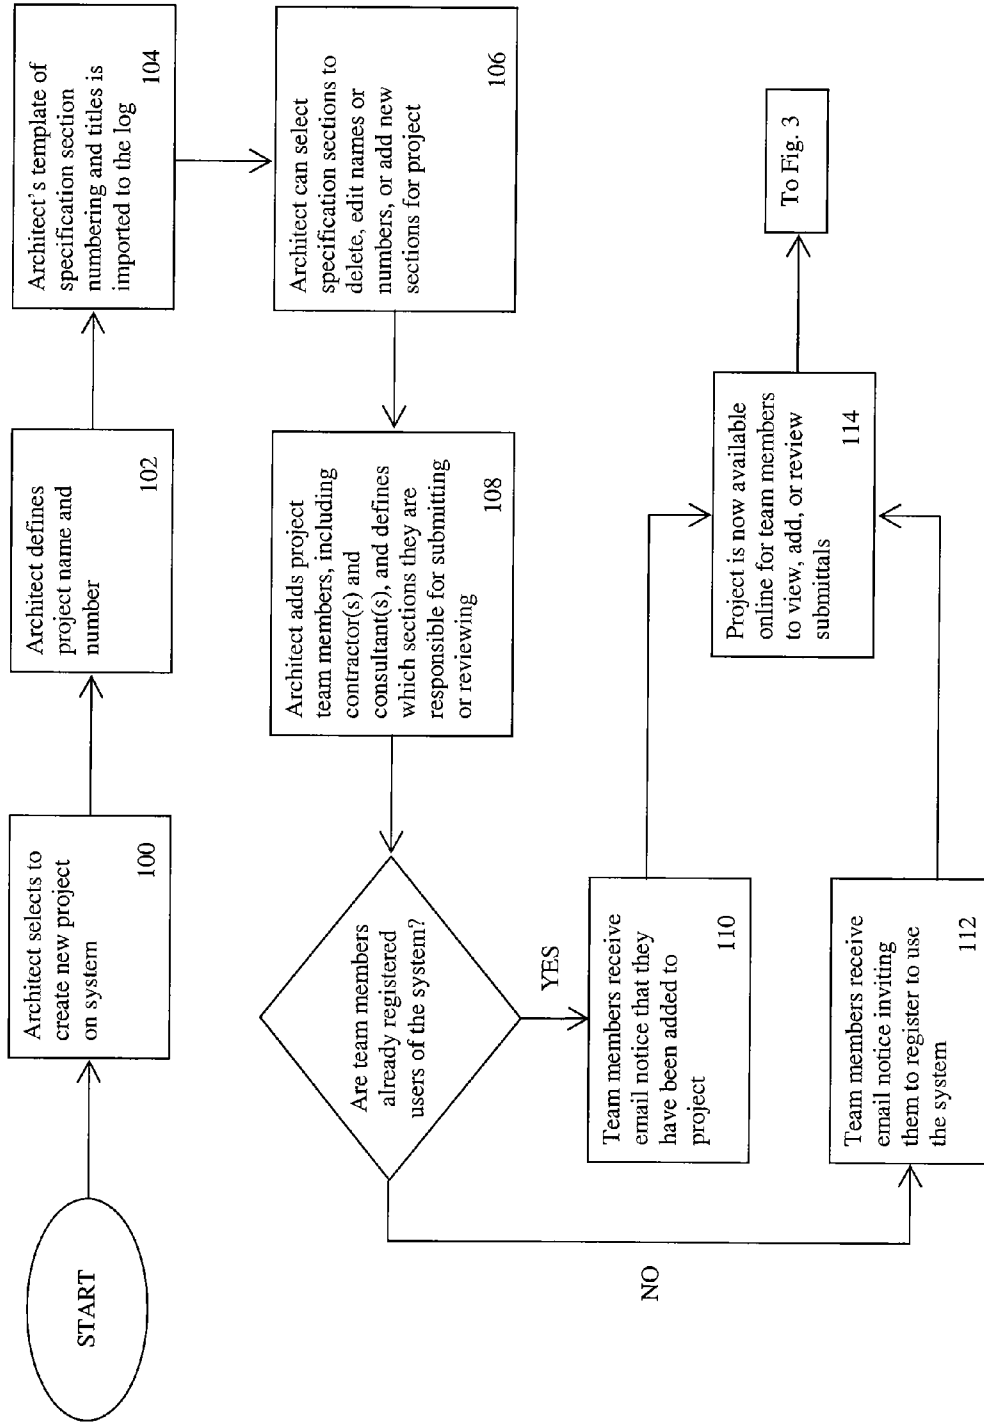 START
Architect selects to
create new project
on system
100
Architect defines
project name and
number
102
Architect's template of
specification section
numbering and titles is
imported to the log
104
Architect can select
specification sections to
delete, edit names or
numbers, or add new
sections for project
106
Architect adds project
team members, including
contractor(s) and
consultant(s), and defines
which sections they are
responsible for submitting
or reviewing
108
Are team members
already registered
users of the system?
YES
NO
Team members receive
email notice that they
have been added to
project
110
Team members receive
email notice inviting
them to register to use
the system
112
Project is now available
online for team members
to view, add, or review
submittals
114
To Fig. 3